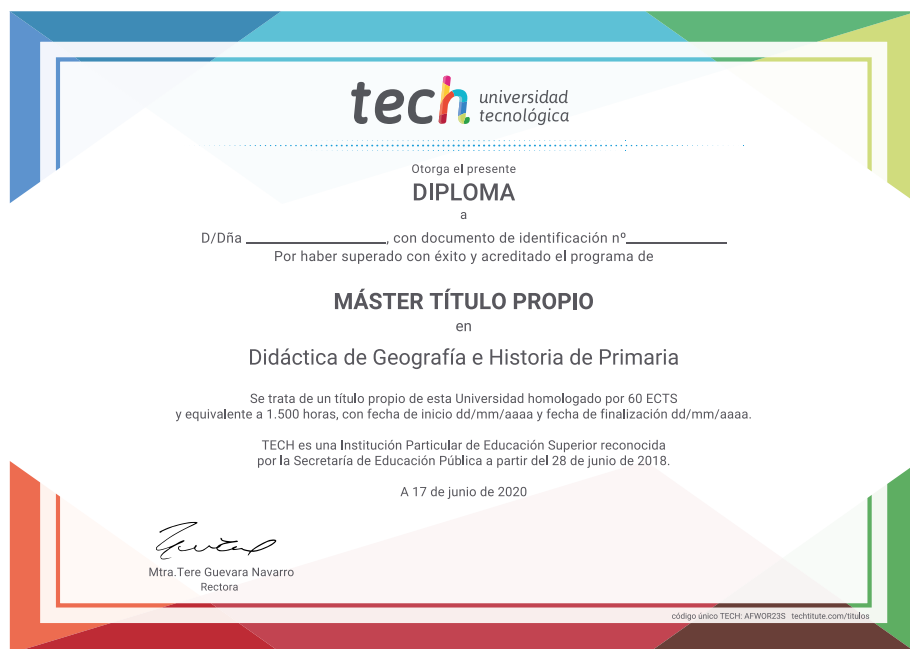 tech universidad
tecnológica
Otorga el presente
DIPLOMA
a
D/Dña ____________________, con documento de identificación nº______________
Por haber superado con éxito y acreditado el programa de
MÁSTER TÍTULO PROPIO
en
Didáctica de Geografía e Historia de Primaria
Se trata de un título propio de esta Universidad homologado por 60 ECTS
y equivalente a 1.500 horas, con fecha de inicio dd/mm/aaaa y fecha de finalización dd/mm/aaaa.
TECH es una Institución Particular de Educación Superior reconocida
por la Secretaría de Educación Pública a partir del 28 de junio de 2018.
A 17 de junio de 2020
Mtra.Tere Guevara Navarro
Rectora
código único TECH: AFWOR23S techtitute.com/titulos